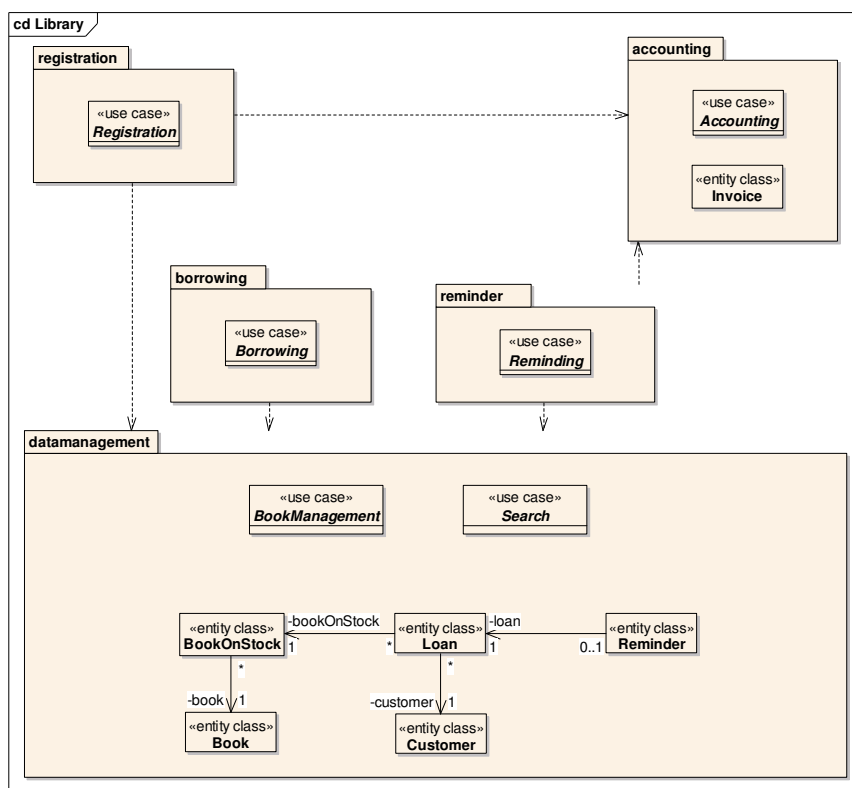 cd Library
registration
«use case»
Registration
accounting
«use case»
Accounting
«entity class»
Invoice
borrowing
«use case»
Borrowing
reminder
«use case»
Reminding
datamanagement
«use case»
BookManagement
«use case»
Search
«entity class»
BookOnStock
-bookOnStock
1
*
«entity class»
Loan
-loan
1
0..1
«entity class»
Reminder
*
-book
1
«entity class»
Book
*
-customer
1
«entity class»
Customer